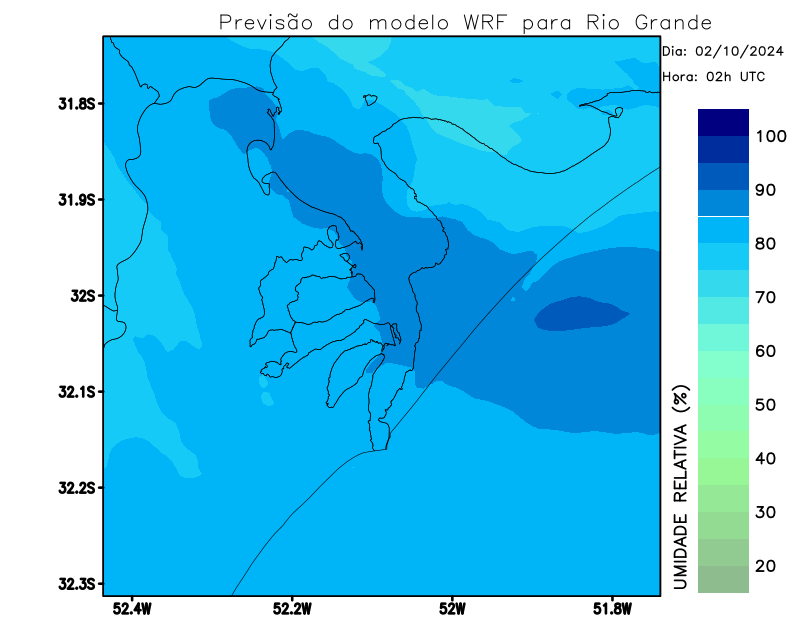 Previsão do modelo WRF para Rio Grande
Dia: 02/10/2024
Hora: 02h UTC
31.8S
31.9S
32S
32.1S
32.2S
32.3S
52.4W
52.2W
52W
51.8W
100
90
80
70
60
50
40
30
20
UMIDADE RELATIVA (%)